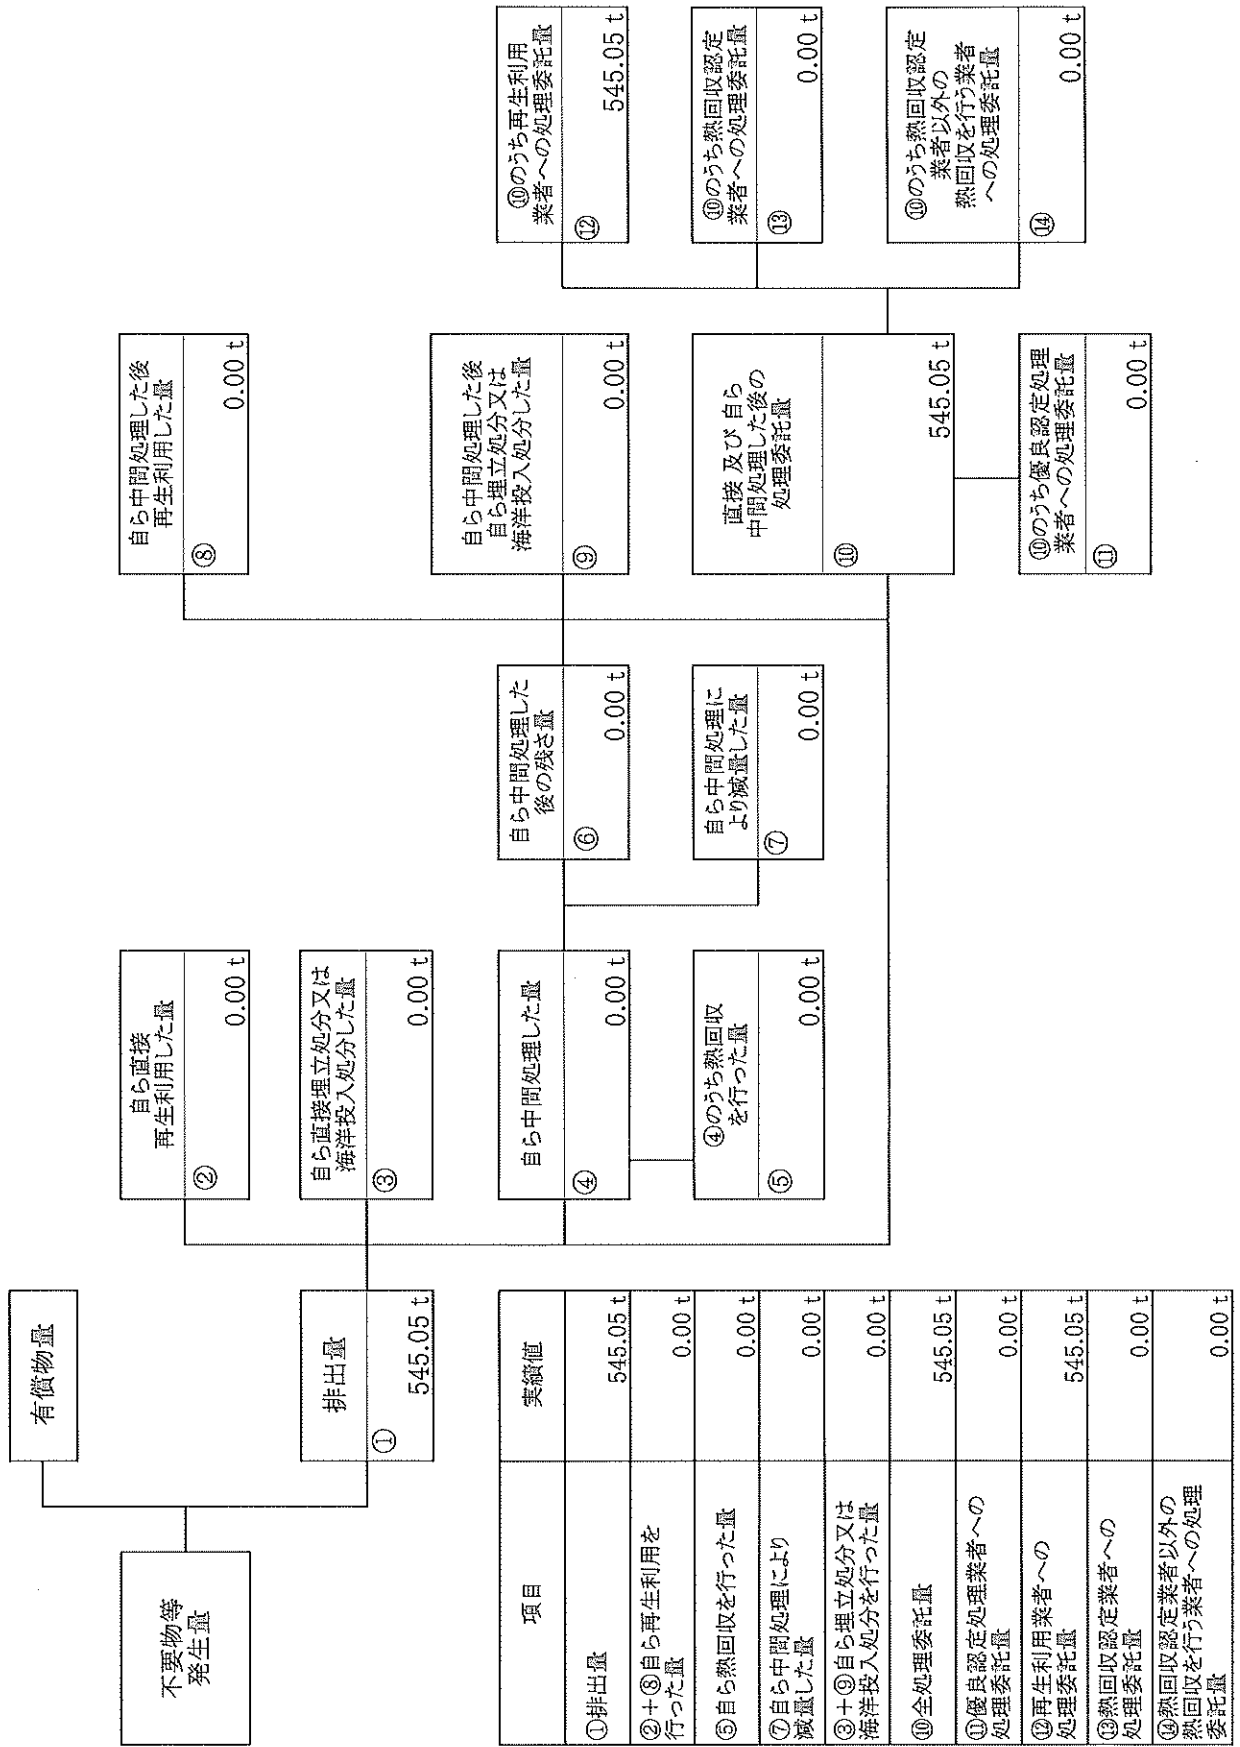 不要物等
発生量
有償物量
排出量
①
545.05 t
自ら直接
再生利用した量
②
0.00 t
自ら直接埋立処分又は
海洋投入処分した量
③
0.00 t
自ら中間処理した量
④
0.00 t
④のうち熱回収
を行った量
⑤
0.00 t
自ら中間処理した
後の残さ量
⑥
0.00 t
自ら中間処理に
より減量した量
⑦
0.00 t
自ら中間処理した後
再生利用した量
⑧
0.00 t
自ら中間処理した後
自ら埋立処分又は
海洋投入処分した量
⑨
0.00 t
直接 及び 自ら
中間処理した後の
処理委託量
⑩
545.05 t
⑩のうち優良認定処理
業者への処理委託量
⑪
0.00 t
⑩のうち再生利用
業者への処理委託量
⑫
545.05 t
⑩のうち熱回収認定
業者への処理委託量
⑬
0.00 t
⑩のうち熱回収認定
業者以外の
熱回収を行う業者
への処理委託量
⑭
0.00 t
項目 実績値
①排出量 545.05 t
②+⑧自ら再生利用を
行った量 0.00 t
⑤自ら熱回収を行った量 0.00 t
⑦自ら中間処理により
減量した量 0.00 t
③+⑨自ら埋立処分又は
海洋投入処分を行った量 0.00 t
⑩全処理委託量 545.05 t
⑪優良認定処理業者への
処理委託量 0.00 t
⑫再生利用業者への
処理委託量 545.05 t
⑬熱回収認定業者への
処理委託量 0.00 t
⑭熱回収認定業者以外の
熱回収を行う業者への処理
委託量 0.00 t